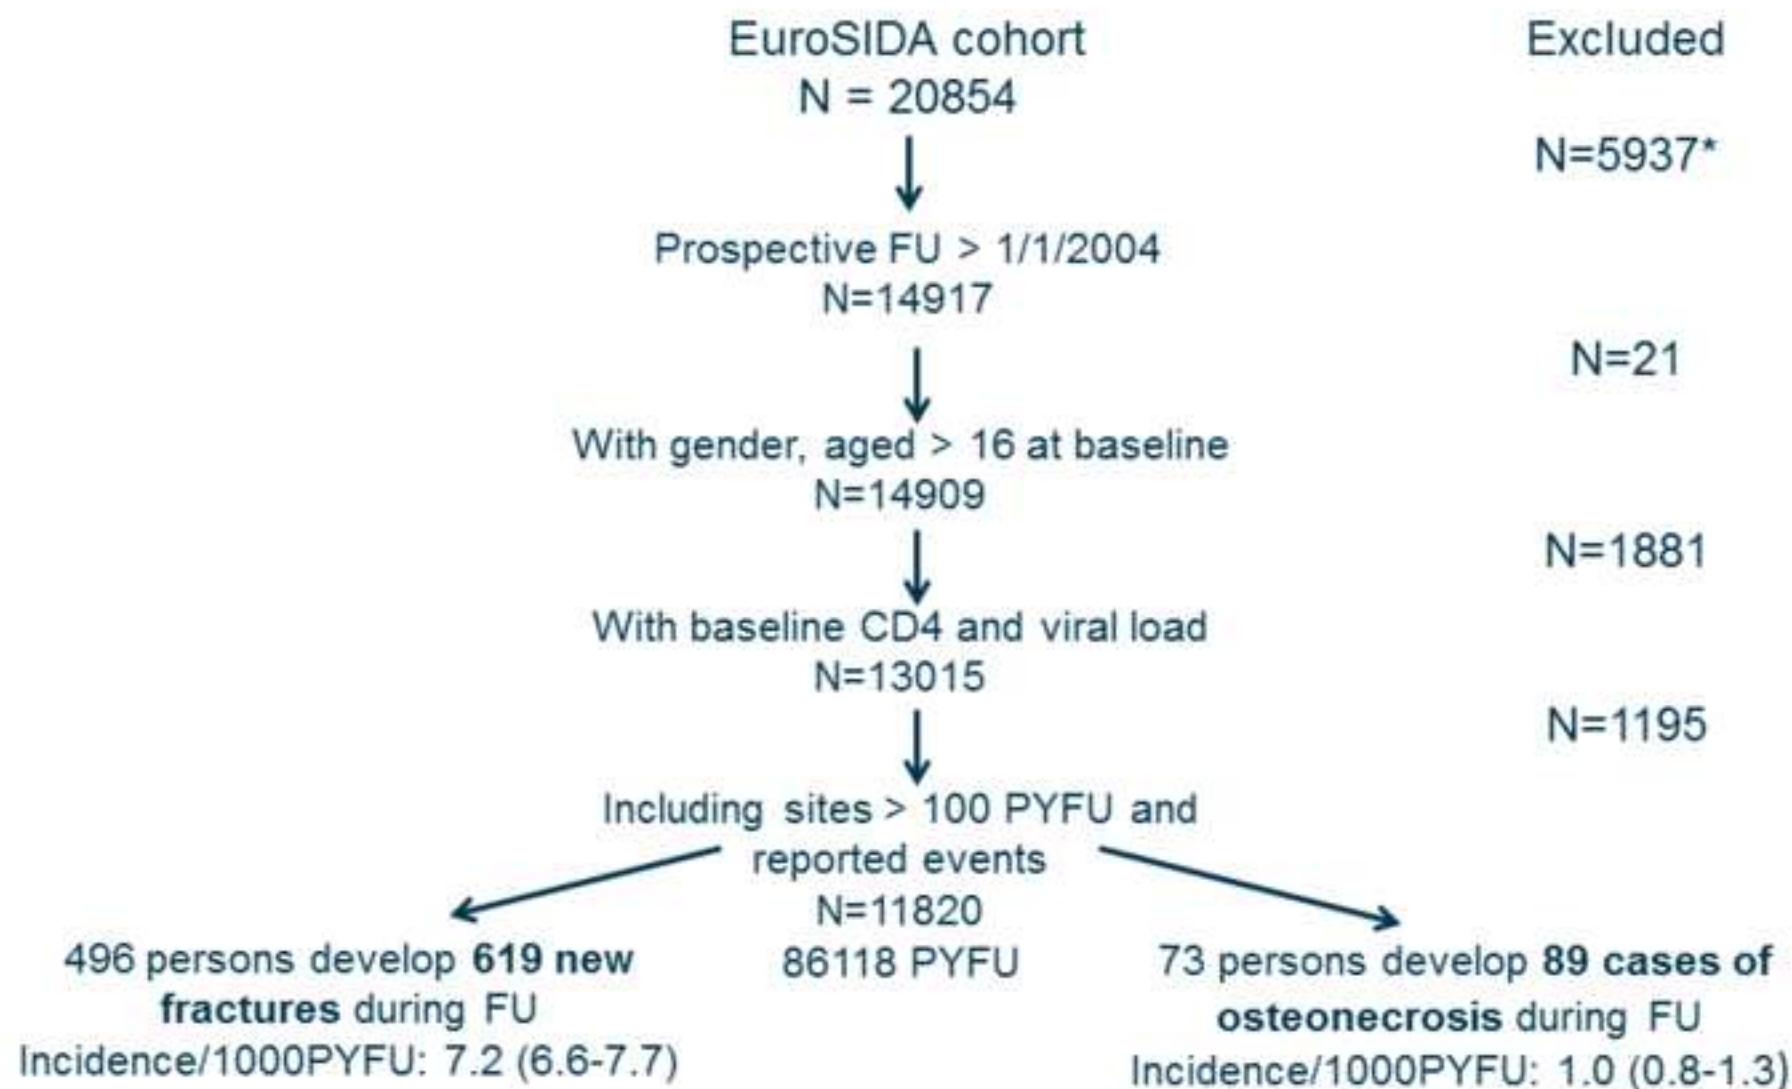 EuroSIDA cohort
N = 20854
Excluded
N=5937*
Prospective FU > 1/1/2004
N=14917
N=21
With gender, aged > 16 at baseline
N=14909
N=1881
With baseline CD4 and viral load
N=13015
N=1195
Including sites > 100 PYFU and
reported events
N=11820
86118 PYFU
496 persons develop 619 new
fractures during FU
Incidence/1000PYFU: 7.2 (6.6-7.7)
73 persons develop 89 cases of
osteonecrosis during FU
Incidence/1000PYFU: 1.0 (0.8-1.3)